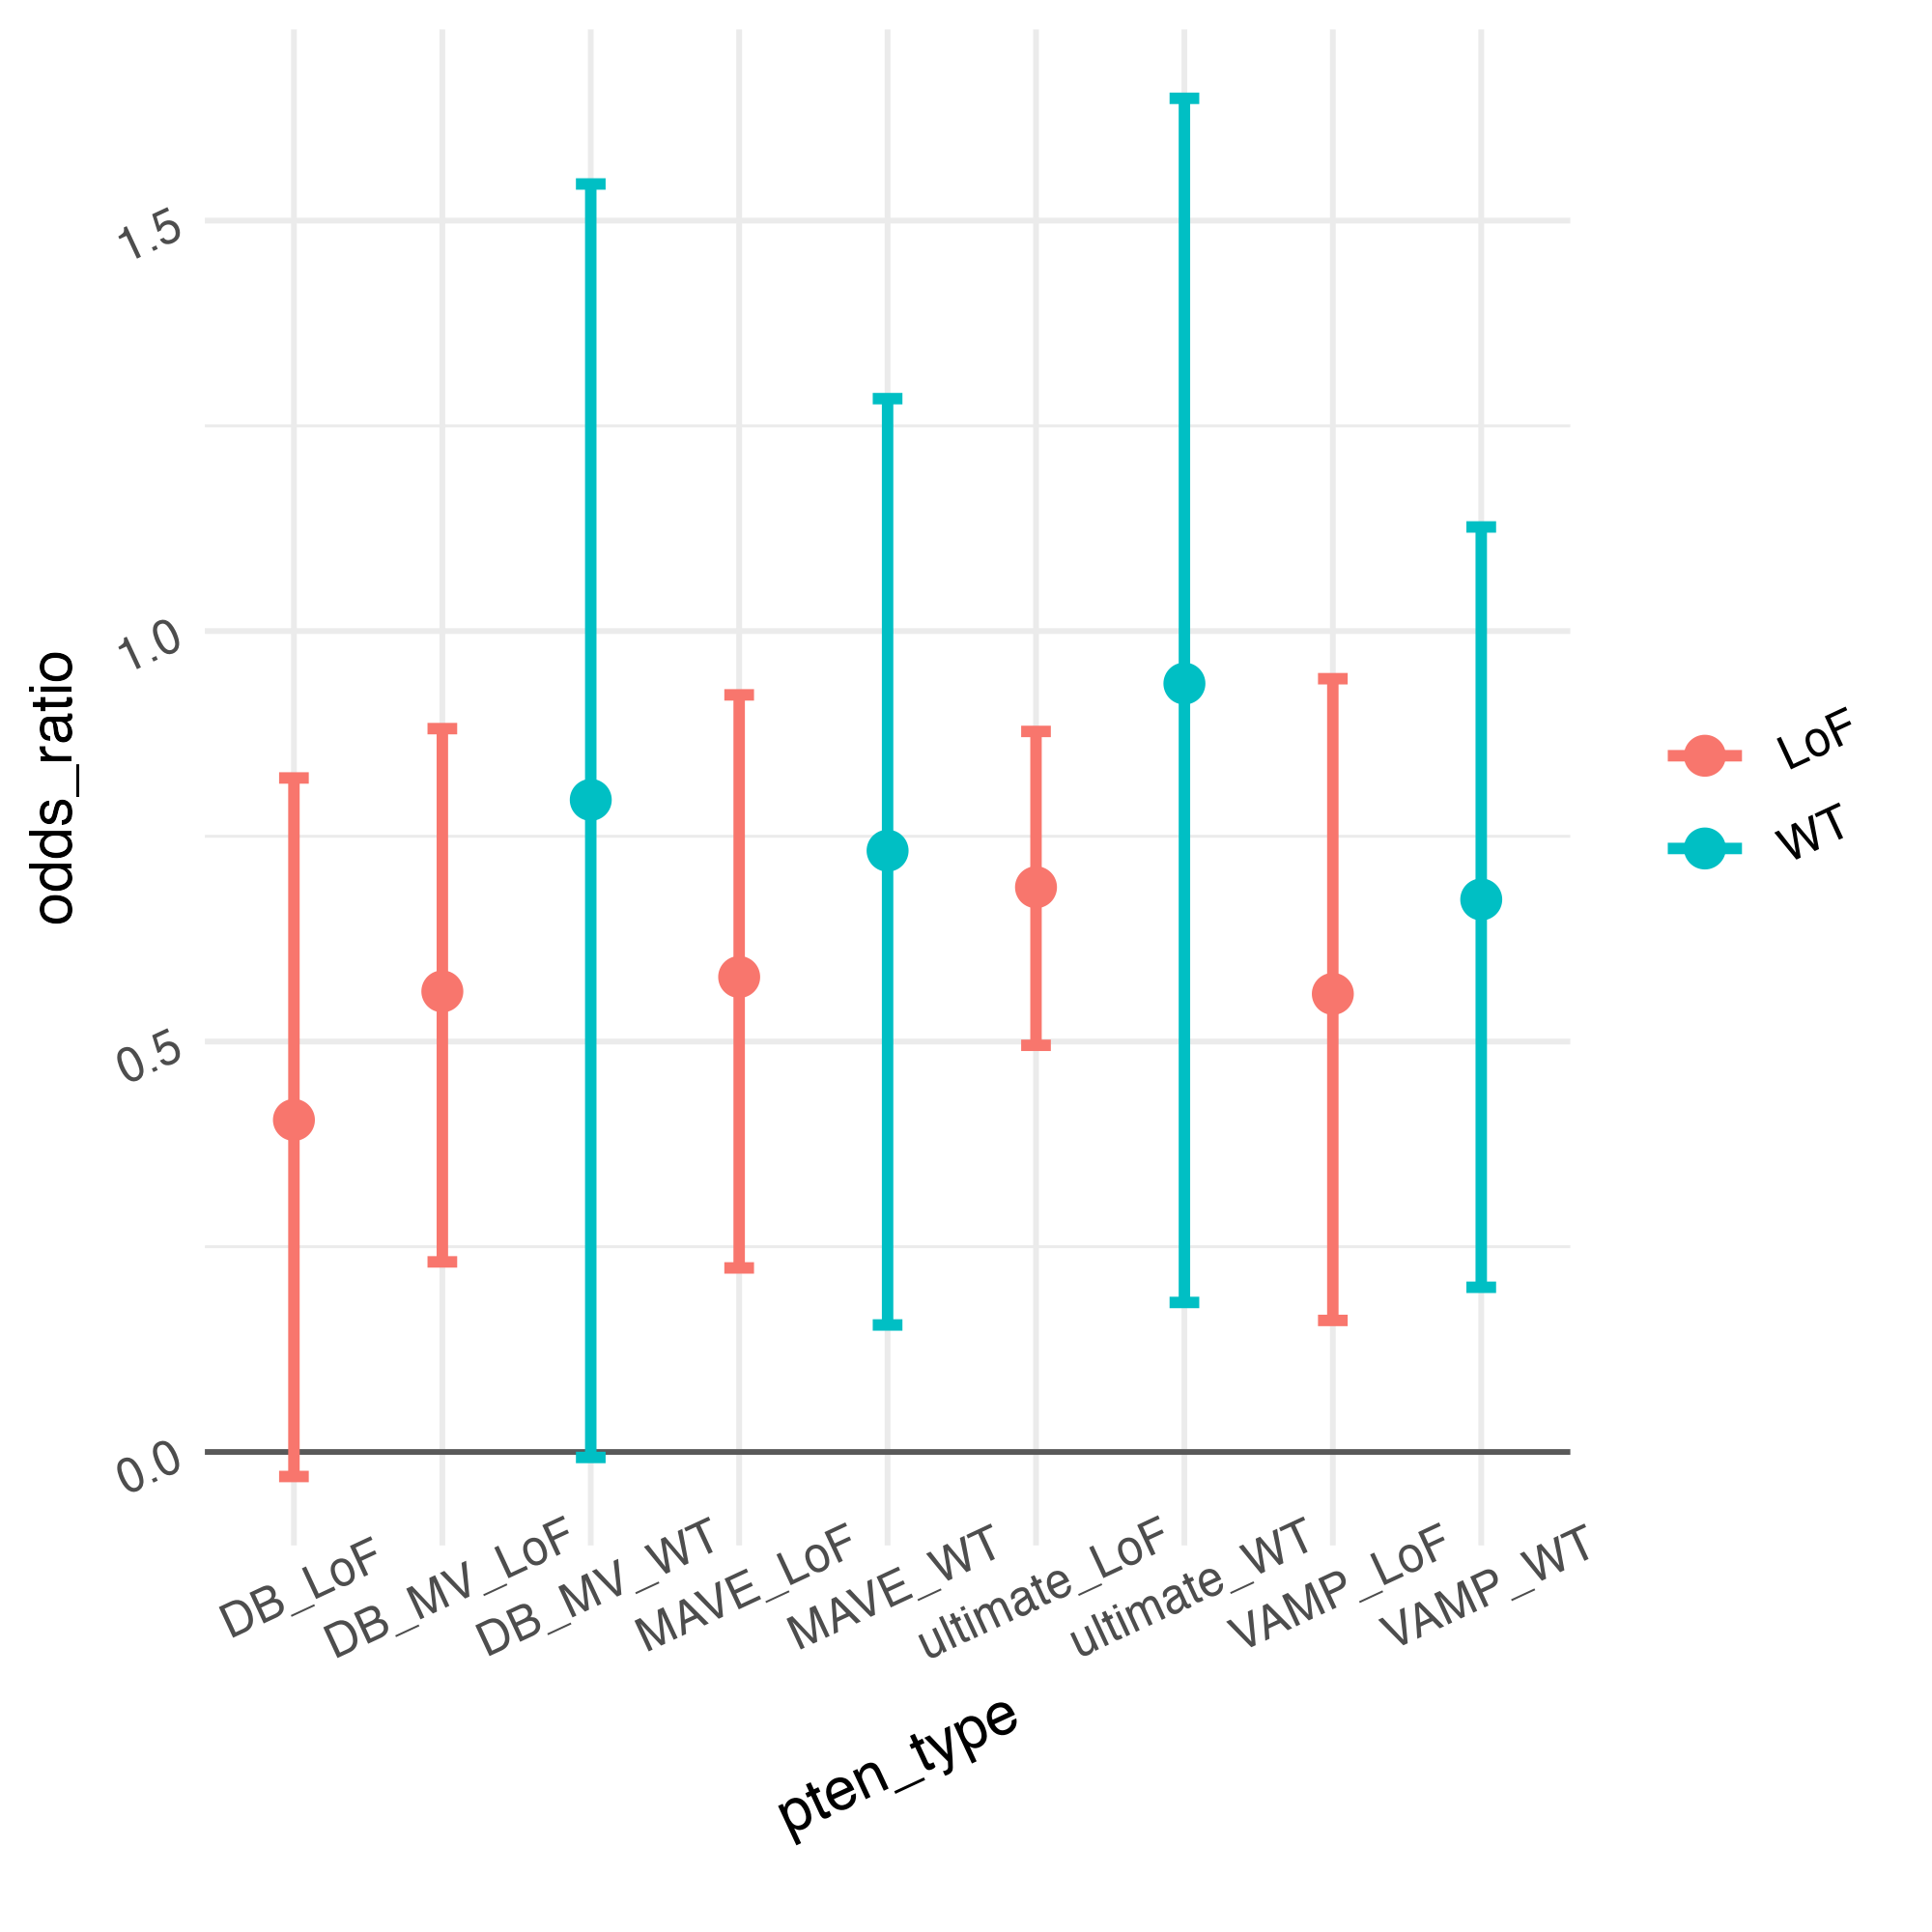 1.5
1.0
0.5
0.0
odds_ratio
DB_LoF
DB_MV_LoF
DB_MV_WT
MAVE_LoF
MAVE_WT
ultimate_LoF
ultimate_WT
VAMP_LoF
VAMP_WT
pten_type
LoF
WT